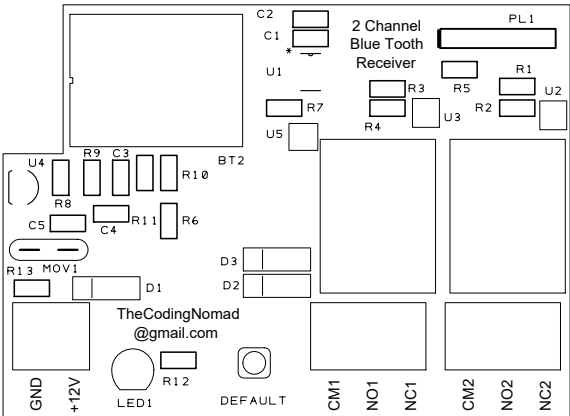 C2
C1
2 Channel
Blue Tooth
Receiver
PL1
*
U1
R3
R5
R1
U2
R7
R4
U3
R2
U5
BT2
U4
R9
C3
R10
R8
C5
C4
R11
R6
MOV1
R13
D1
D3
D2
TheCodingNomad
@gmail.com
GND
+12V
LED1
R12
DEFAULT
CM1
NO1
NC1
CM2
NO2
NC2